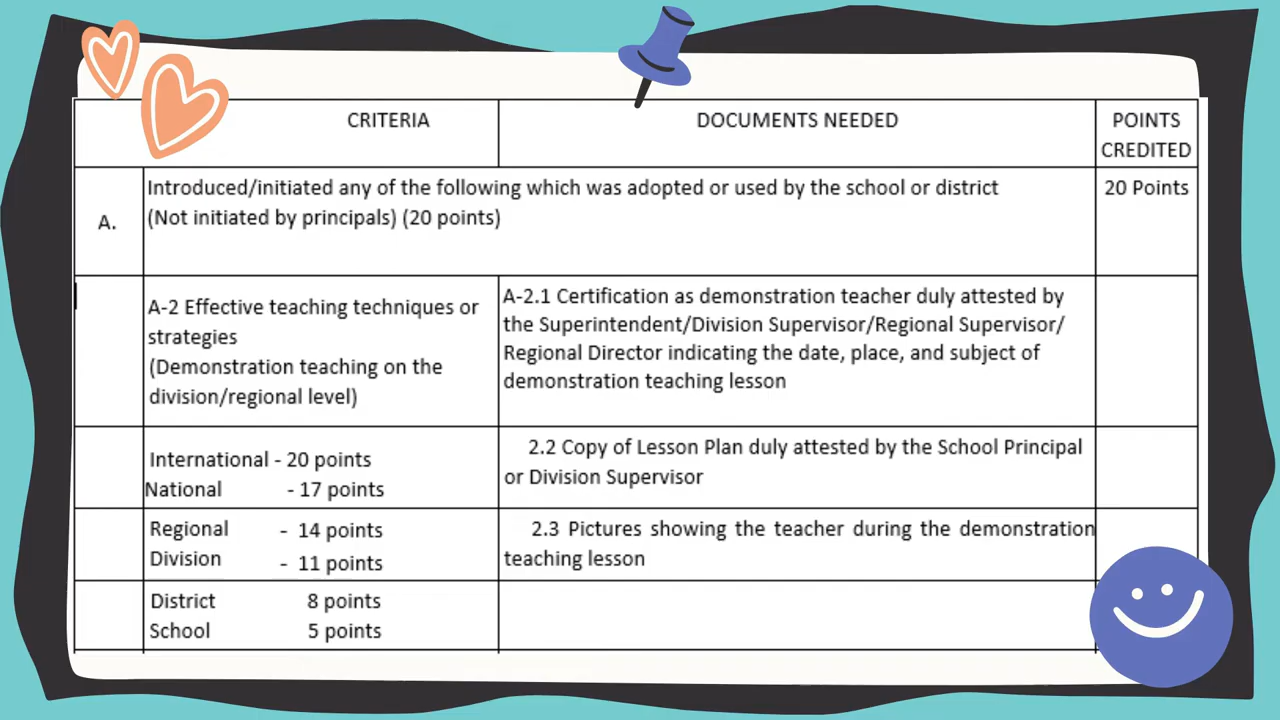 CRITERIA
DOCUMENTS NEEDED
POINTS
CREDITED
A.
Introduced/initiated any of the following which was adopted or used by the school or district
(Not initiated by principals) (20 points)
20 Points
A-2 Effective teaching techniques or
strategies
(Demonstration teaching on the
division/regional level)
A-2.1 Certification as demonstration teacher duly attested by
the Superintendent/Division Supervisor/Regional Supervisor/
Regional Director indicating the date, place, and subject of
demonstration teaching lesson
International - 20 points
National - 17 points
2.2 Copy of Lesson Plan duly attested by the School Principal
or Division Supervisor
Regional - 14 points
Division - 11 points
2.3 Pictures showing the teacher during the demonstration
teaching lesson
District 8 points
School 5 points